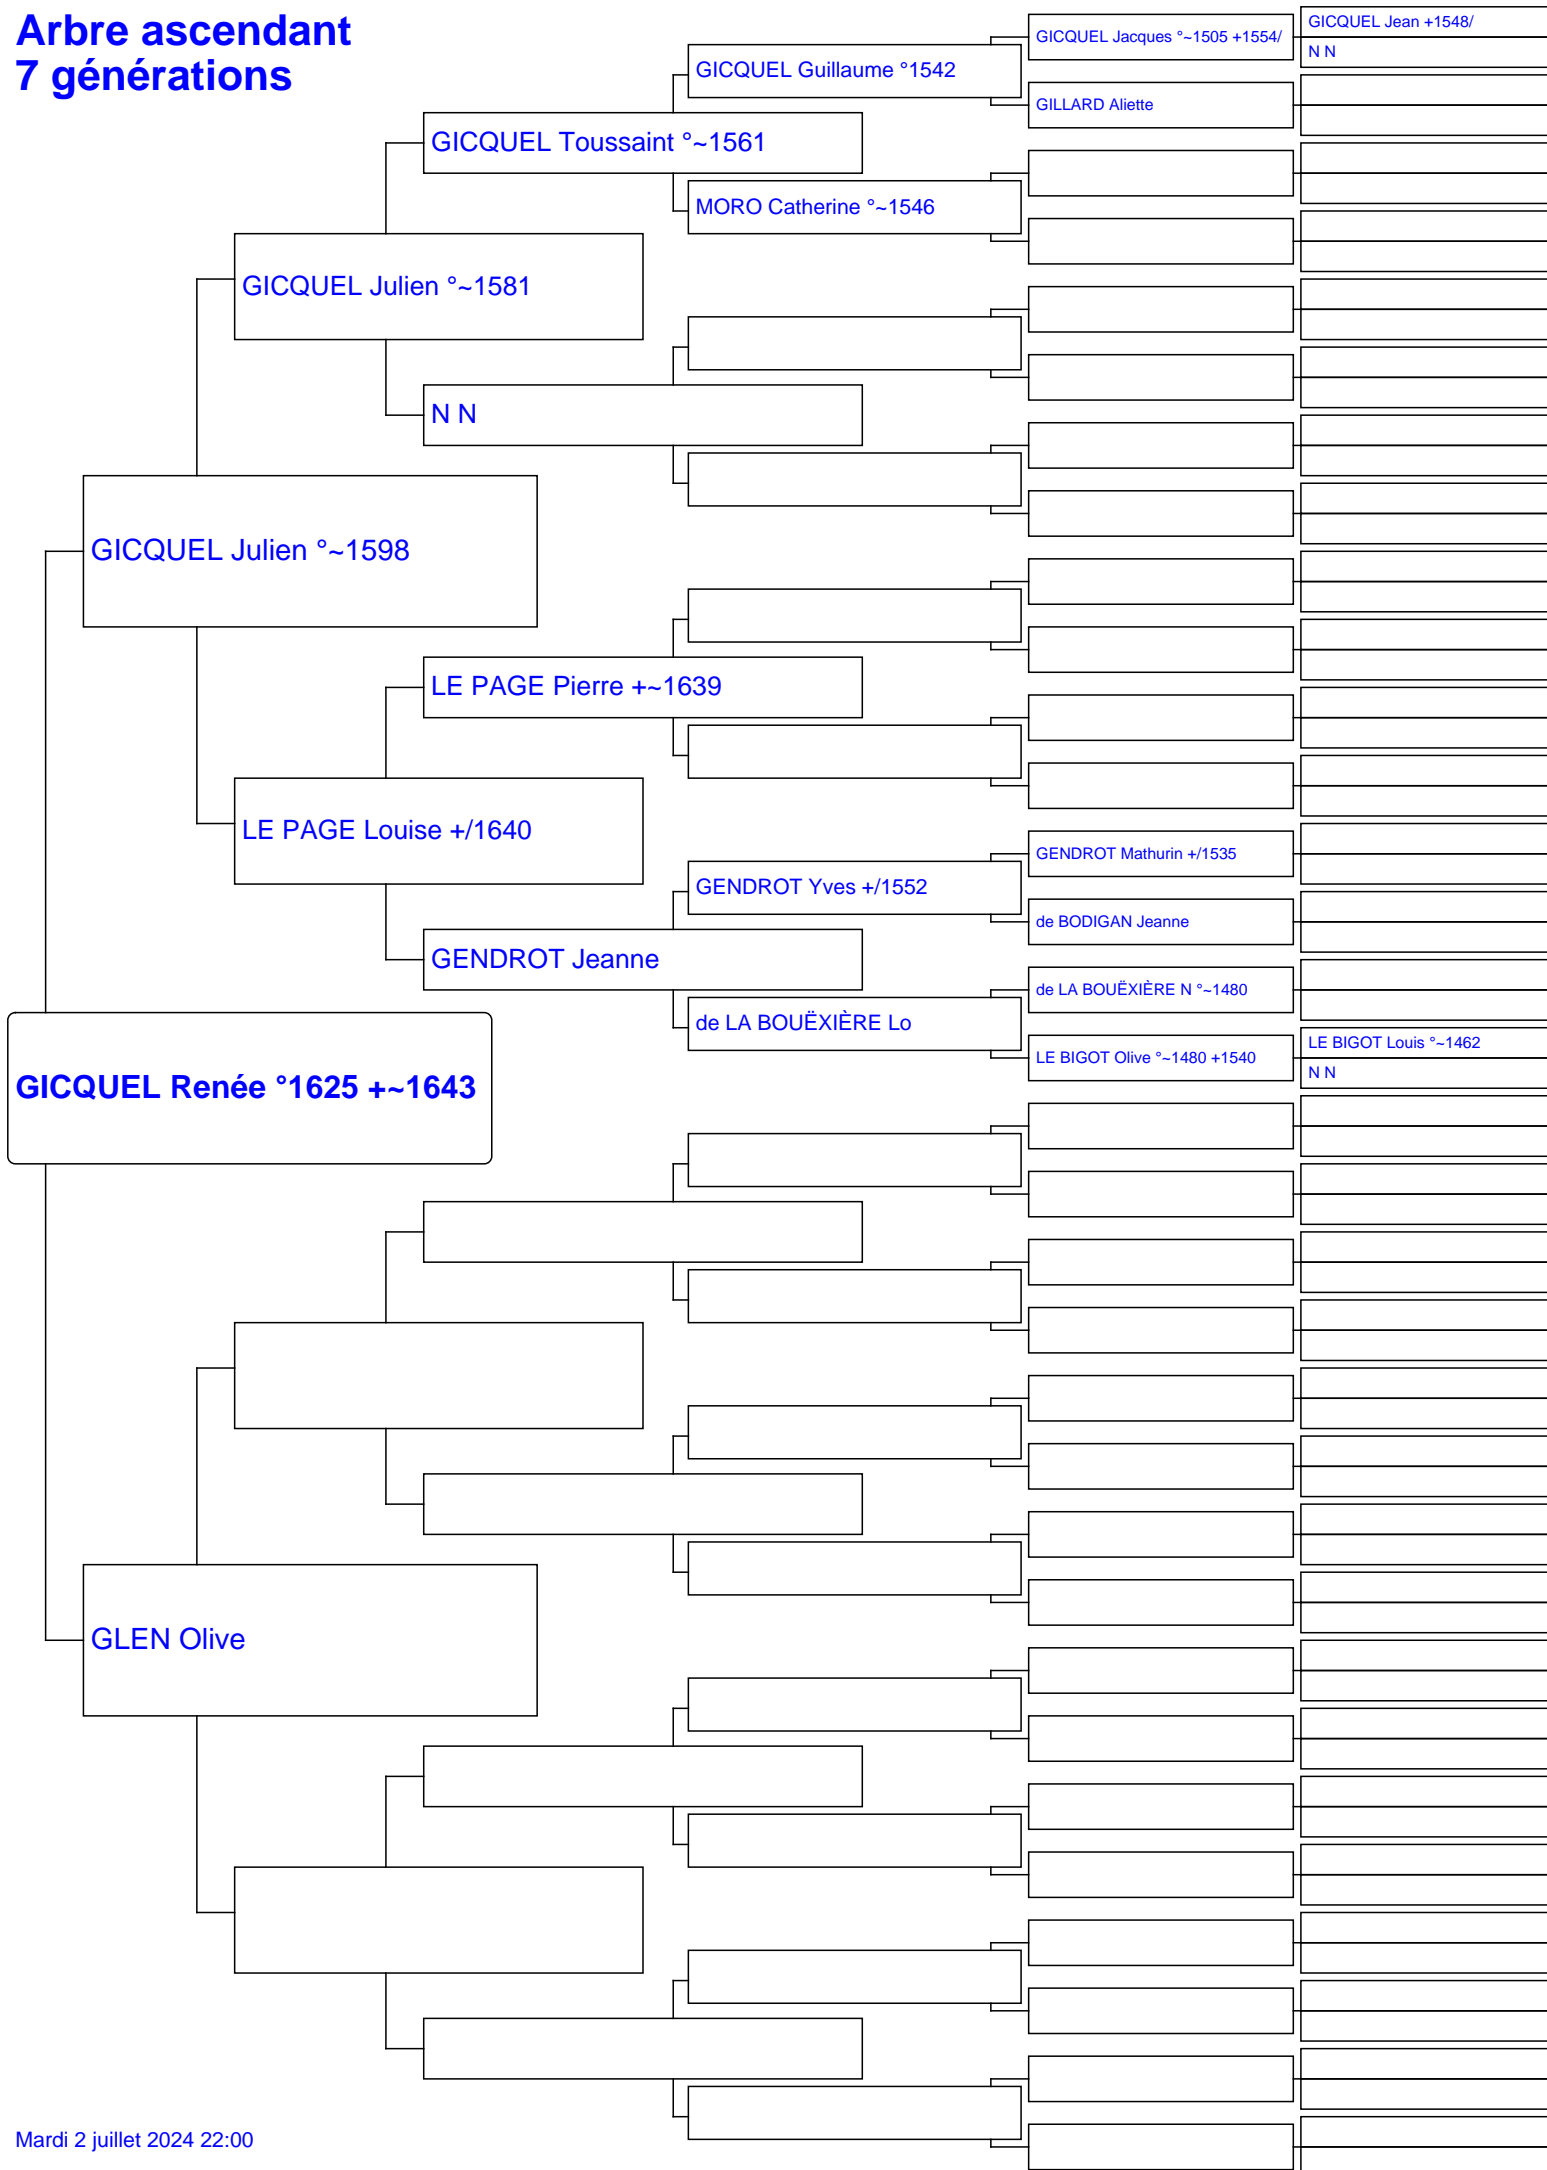 Arbre ascendant
7 générations
GICQUEL Jean +1548/
GICQUEL Jacques °~1505 +1554/
N N
GICQUEL Guillaume °1542
GILLARD Aliette
GICQUEL Toussaint °~1561
MORO Catherine °~1546
GICQUEL Julien °~1581
N N
GICQUEL Julien °~1598
LE PAGE Pierre +~1639
LE PAGE Louise +/1640
GENDROT Mathurin +/1535
GENDROT Yves +/1552
de BODIGAN Jeanne
GENDROT Jeanne
de LA BOUËXIÈRE N °~1480
de LA BOUËXIÈRE Lo
LE BIGOT Louis °~1462
LE BIGOT Olive °~1480 +1540
N N
GICQUEL Renée °1625 +~1643
GLEN Olive
Mardi 2 juillet 2024 22:00